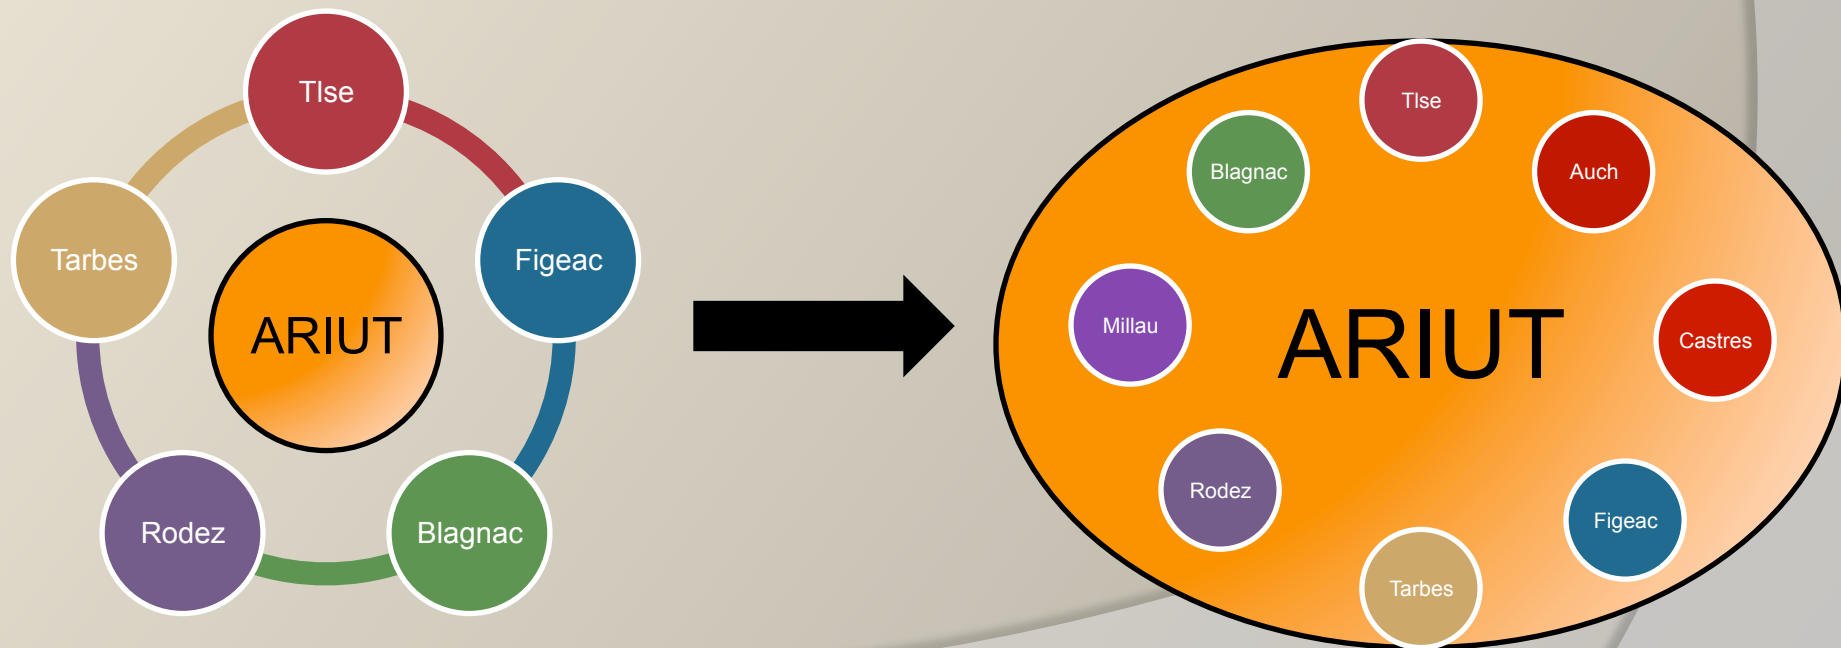 Tlse
Tarbes
Figeac
ARIUT
Rodez
Blagnac
Tlse
Blagnac
Auch
Millau
ARIUT
Castres
Rodez
Figeac
Tarbes